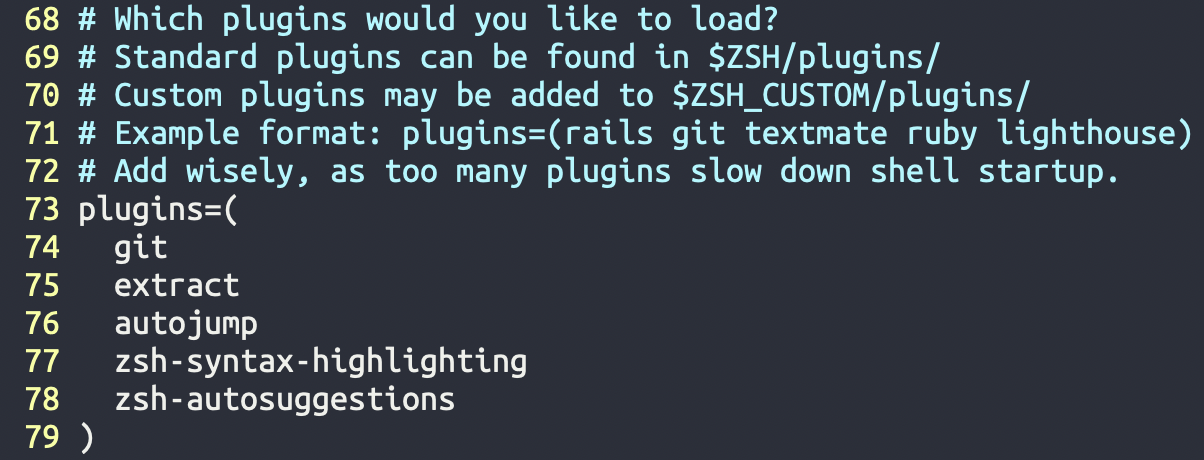 68 # Which plugins would you like to load?
69 # Standard plugins can be found in $ZSH/plugins/
70 # Custom plugins may be added to $ZSH_CUSTOM/plugins/
71 # Example format: plugins=(rails git textmate ruby lighthouse)
72 # Add wisely, as too many plugins slow down shell startup.
73 plugins=(
74   git
75   extract
76   autojump
77   zsh-syntax-highlighting
78   zsh-autosuggestions
79 )